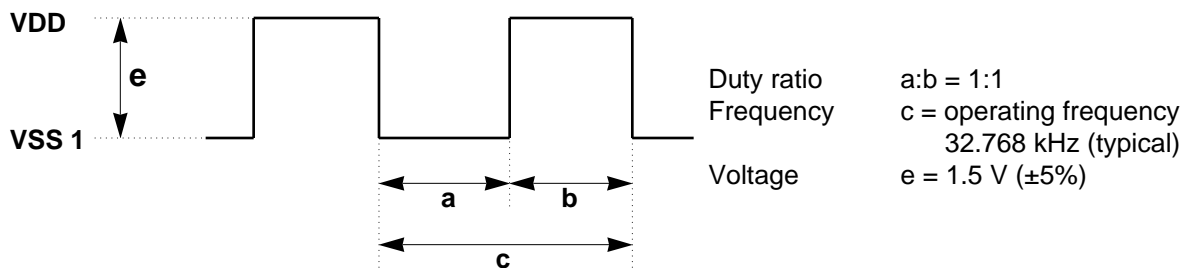 VDD
e
VSS 1
a
b
c
Duty ratio a:b = 1:1
Frequency c = operating frequency
32.768 kHz (typical)
Voltage e = 1.5 V (±5%)